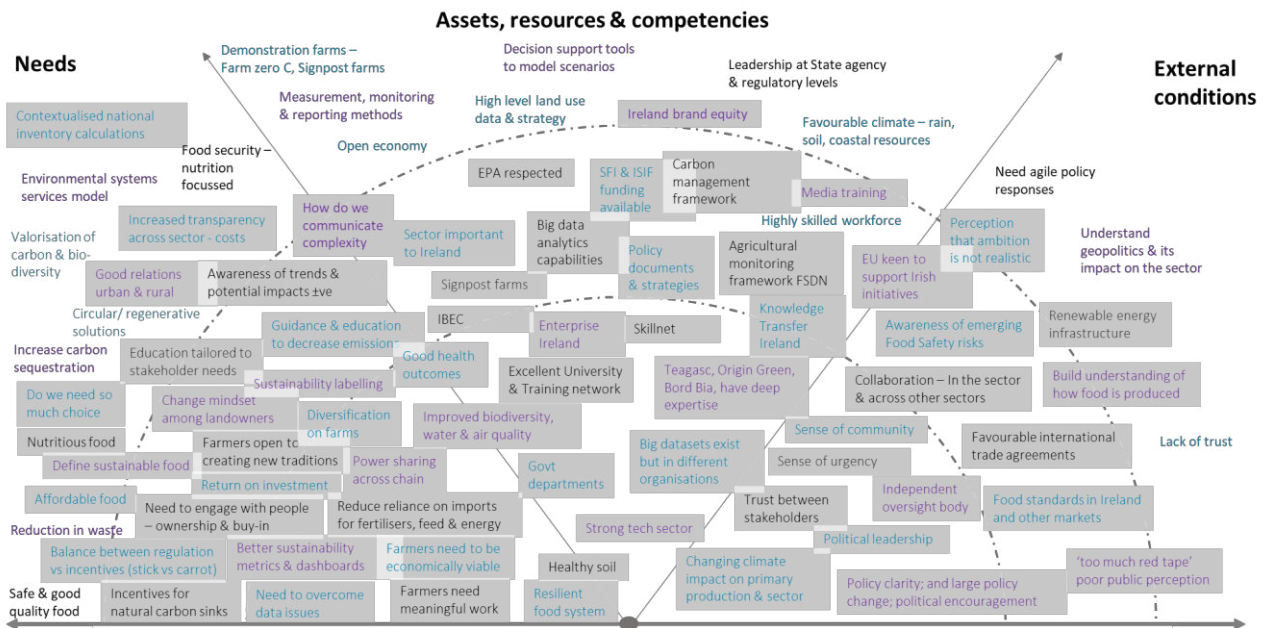 Assets, resources & competencies
Needs
External
conditions
Demonstration farms –
Farm zero C, Signpost farms
Decision support tools
to model scenarios
Leadership at State agency
& regulatory levels
Measurement, monitoring
& reporting methods
High level land use
data & strategy
Ireland brand equity
Favourable climate – rain,
soil, coastal resources
Contextualised national
inventory calculations
Open economy
Food security –
nutrition
focussed
EPA respected
SFI & ISIF
funding
available
Carbon
management
framework
Media training
Need agile policy
responses
Environmental systems
services model
Increased transparency
across sector - costs
How do we
communicate
complexity
Sector important
to Ireland
Big data
analytics
capabilities
Highly skilled workforce
Perception
that ambition
is not realistic
Understand
geopolitics & its
impact on the sector
Valorisation of
carbon & bio-
diversity
Good relations
urban & rural
Awareness of trends &
potential impacts ±ve
Signpost farms
Policy
documents
& strategies
Agricultural
monitoring
framework FSDN
EU keen to
support Irish
initiatives
Circular/ regenerative
solutions
Guidance & education
to decrease emissions
IBEC
Enterprise
Ireland
Skillnet
Knowledge
Transfer
Ireland
Awareness of emerging
Food Safety risks
Renewable energy
infrastructure
Increase carbon
sequestration
Education tailored to
stakeholder needs
Good health
outcomes
Sustainability labelling
Excellent University
& Training network
Teagasc, Origin Green,
Bord Bia, have deep
expertise
Collaboration – In the sector
& across other sectors
Build understanding of
how food is produced
Do we need so
much choice
Change mindset
among landowners
Diversification
on farms
Improved biodiversity,
water & air quality
Sense of community
Nutritious food
Farmers open to
creating new traditions
Big datasets exist
but in different
organisations
Favourable international
trade agreements
Lack of trust
Define sustainable food
Power sharing
across chain
Govt
departments
Sense of urgency
Return on investment
Affordable food
Need to engage with people
– ownership & buy-in
Reduce reliance on imports
for fertilisers, feed & energy
Trust between
stakeholders
Independent
oversight body
Food standards in Ireland
and other markets
Reduction in waste
Strong tech sector
Political leadership
Balance between regulation
vs incentives (stick vs carrot)
Better sustainability
metrics & dashboards
Farmers need to be
economically viable
Healthy soil
Changing climate
impact on primary
production & sector
'too much red tape'
poor public perception
Policy clarity; and large policy
change; political encouragement
Safe & good
quality food
Incentives for
natural carbon sinks
Need to overcome
data issues
Farmers need
meaningful work
Resilient
food system